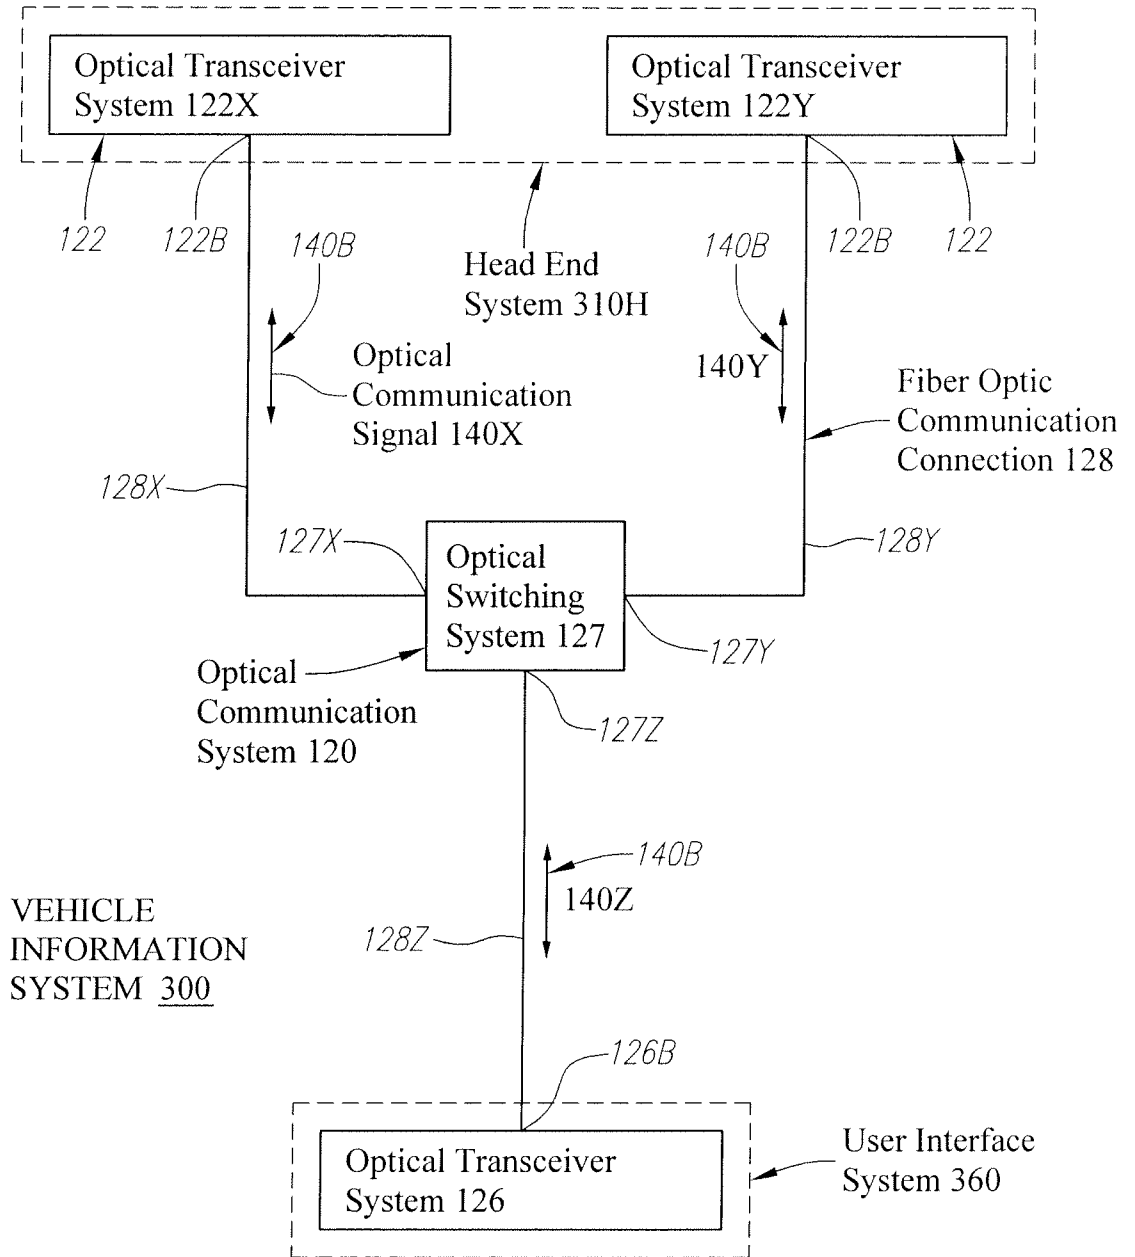 Optical Transceiver
System 122X
Optical Transceiver
System 122Y
122
122B
140B
Head End
System 310H
140B
122B
122
Optical
Communication
Signal 140X
140Y
Fiber Optic
Communication
Connection 128
128X
127X
Optical
Switching
System 127
128Y
127Y
Optical
Communication
System 120
127Z
140B
140Z
VEHICLE
INFORMATION
SYSTEM 300
128Z
126B
Optical Transceiver
System 126
User Interface
System 360